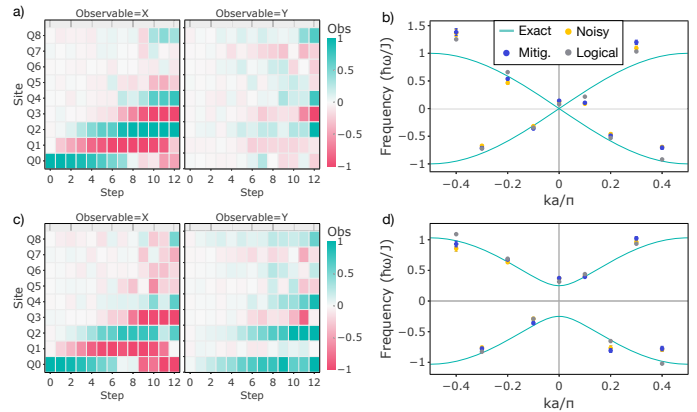 a)
Observable=X
Observable=Y
Obs
Q8
Q7
Q6
Q5
Q4
Q3
Q2
Q1
Q0
Site
1
0.5
0
−0.5
−1
0 2 4 6 8 10 12
0 2 4 6 8 10 12
Step
Step
b)
Exact
Noisy
Mitig.
Logical
Frequency (ħω/J)
1.5
1
0.5
0
−0.5
−1
−0.4 −0.2 0 0.2 0.4
ka/π
c)
Observable=X
Observable=Y
Obs
Q8
Q7
Q6
Q5
Q4
Q3
Q2
Q1
Q0
Site
1
0.5
0
−0.5
−1
0 2 4 6 8 10 12
0 2 4 6 8 10 12
Step
Step
d)
Frequency (ħω/J)
1
0.5
0
−0.5
−1
−0.4 −0.2 0 0.2 0.4
ka/π